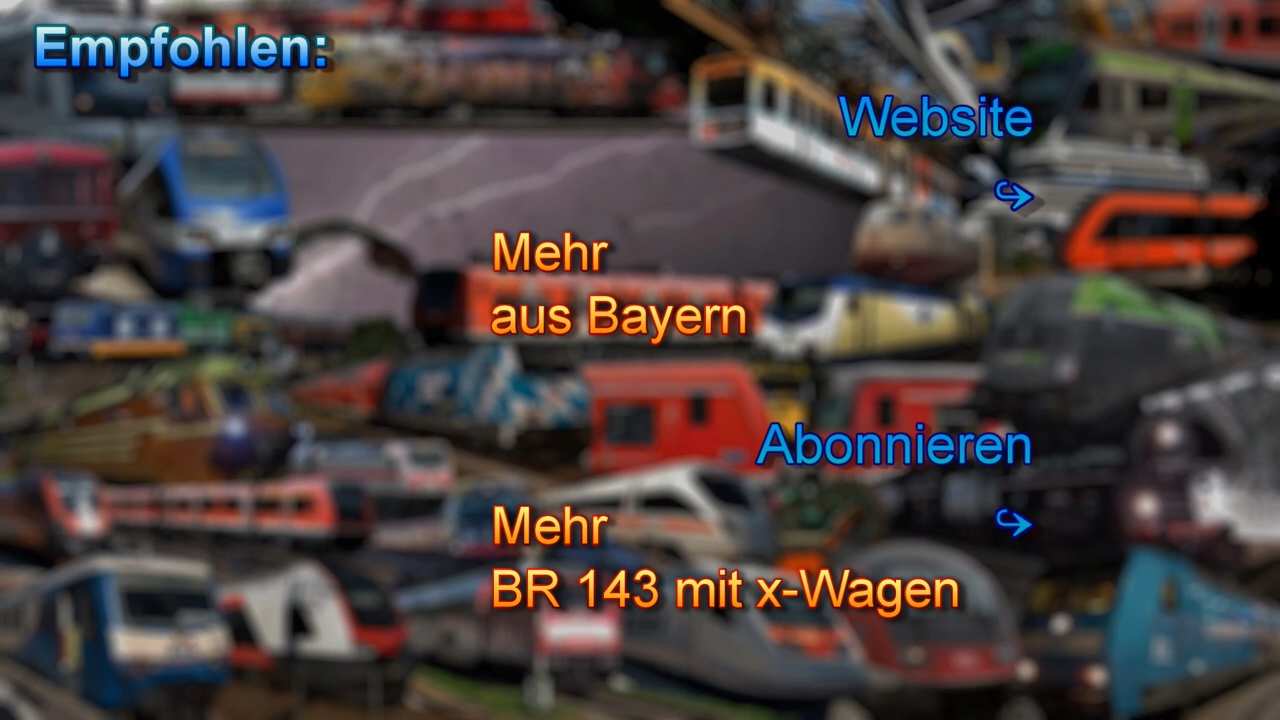 Empfohlen:
Website
Mehr
aus Bayern
Abonnieren
Mehr
BR 143 mit x-Wagen